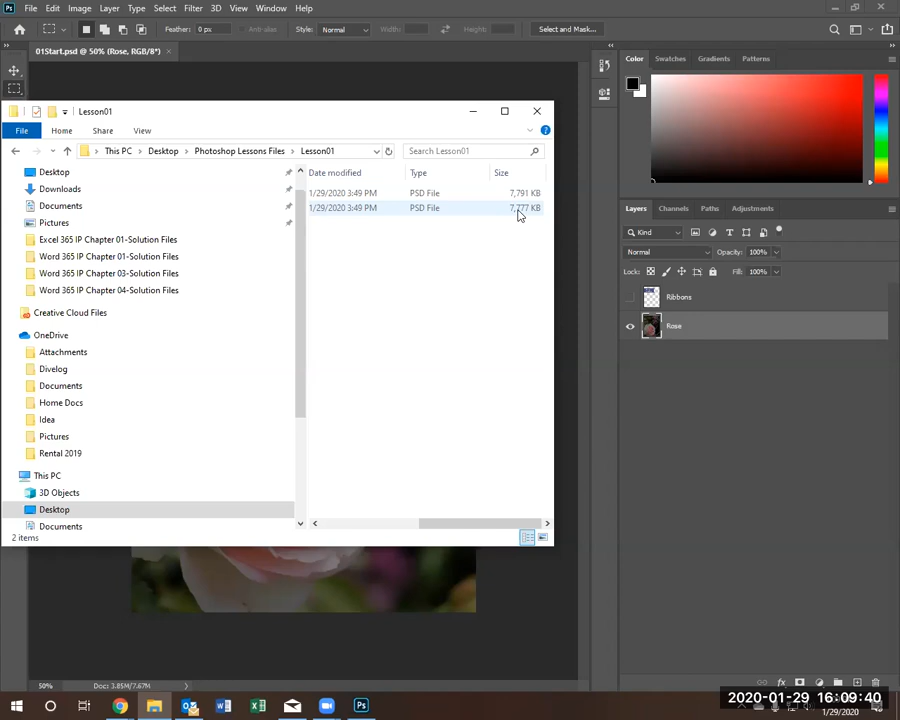 Ps File Edit Image Layer Type Select Filter 3D View Window Help
Feather: 0 px Anti-alias Style: Normal Width: Height: Select and Mask...
01Start.psd @ 50% (Rose, RGB/8*) ×
Color Swatches Gradients Patterns
Lesson01
File Home Share View
This PC > Desktop > Photoshop Lessons Files > Lesson01
Search Lesson01
Date modified Type Size
1/29/2020 3:49 PM PSD File 7,791 KB
1/29/2020 3:49 PM PSD File 7,777 KB
Desktop
Downloads
Documents
Pictures
Excel 365 IP Chapter 01-Solution Files
Word 365 IP Chapter 01-Solution Files
Word 365 IP Chapter 03-Solution Files
Word 365 IP Chapter 04-Solution Files
Creative Cloud Files
OneDrive
Attachments
Divelog
Documents
Home Docs
Idea
Pictures
Rental 2019
This PC
3D Objects
Desktop
Documents
2 items
Layers Channels Paths Adjustments
Kind
Normal Opacity: 100%
Lock: Fill: 100%
Ribbons
Rose
50% Doc: 3.85M/7.67M
2020-01-29 16:09:40
1/29/2020